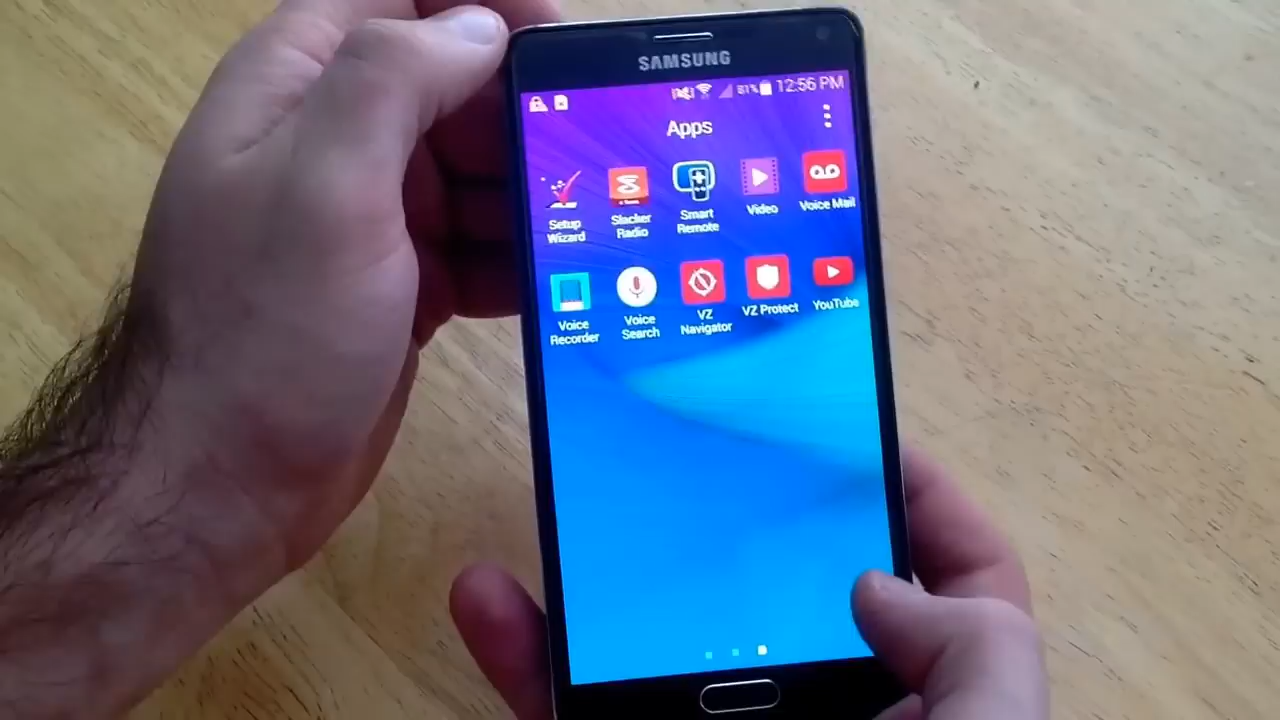 SAMSUNG
81% 12:56 PM
Apps
Setup
Wizard
Slacker
Radio
Smart
Remote
Video
Voice Mail
Voice
Recorder
Voice
Search
VZ
Navigator
VZ Protect
YouTube